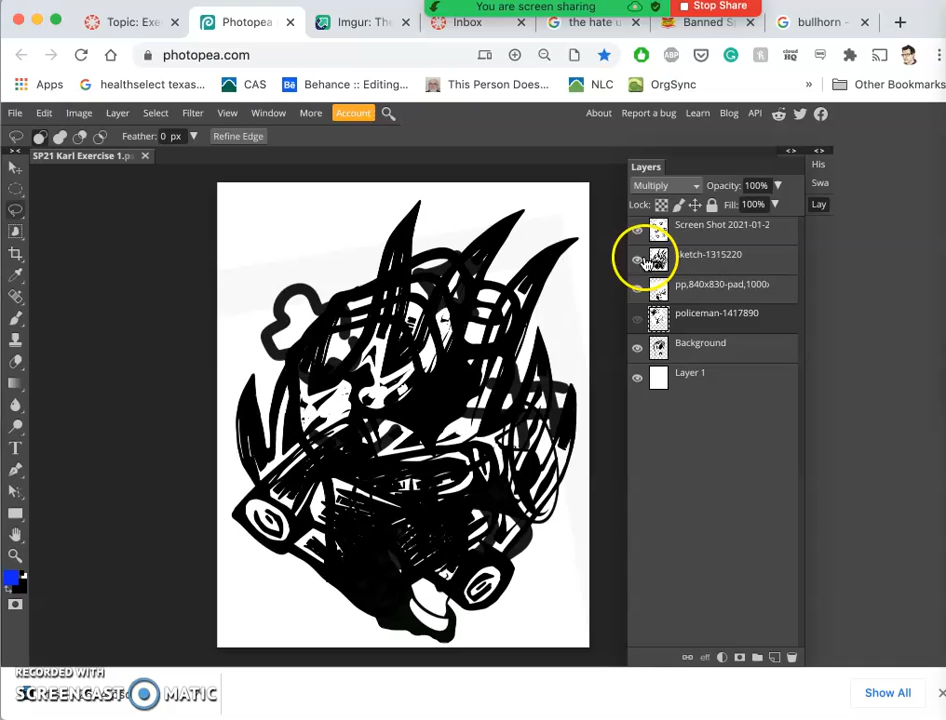 You are screen sharing
Stop Share
Topic: Exe
Photopea
Imgur: The
Inbox
the hate u
Banned S
bullhorn -
photopea.com
Apps
healthselect texas...
CAS
Behance :: Editing...
This Person Does...
NLC
OrgSync
»
Other Bookmarks
File Edit Image Layer Select Filter View Window More Account
About Report a bug Learn Blog API
Feather: 0 px Refine Edge
SP21 Karl Exercise 1.ps
Layers
Multiply
Opacity: 100%
Lock:
Fill: 100%
His
Swa
Lay
Screen Shot 2021-01-2
ketch-1315220
pp,840x830-pad,1000x
policeman-1417890
Background
Layer 1
eff
RECORDED WITH
SCREENCAST MATIC
Show All